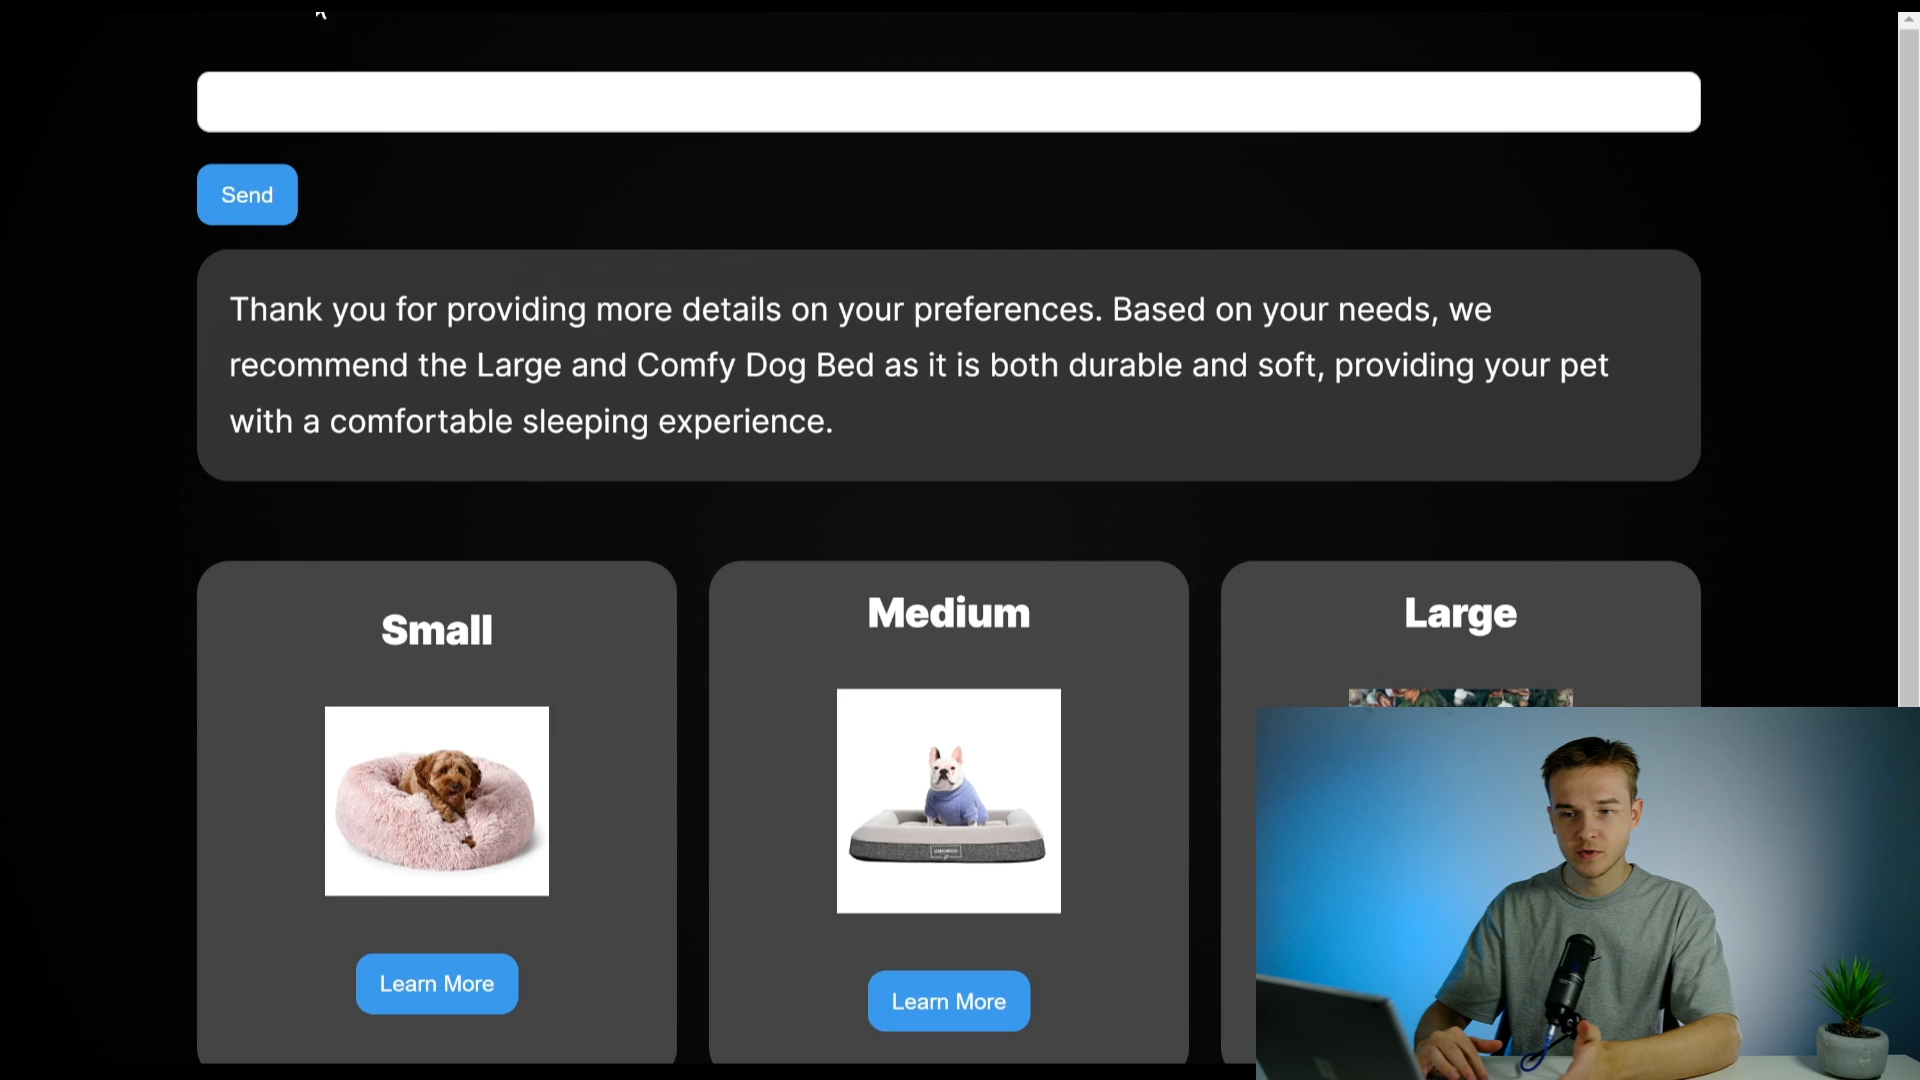 Send
Thank you for providing more details on your preferences. Based on your needs, we
recommend the Large and Comfy Dog Bed as it is both durable and soft, providing your pet
with a comfortable sleeping experience.
Small
Medium
Large
Learn More
Learn More